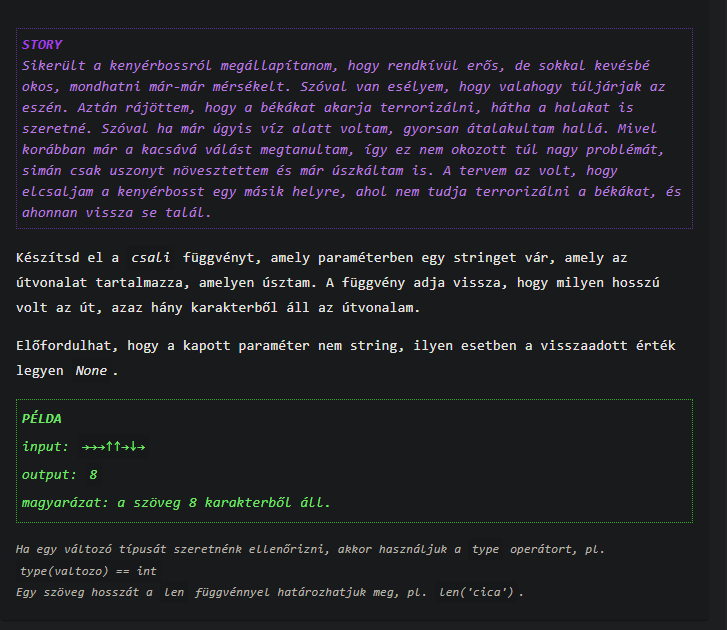 STORY
Sikerült a kenyérbossról megállapítanom, hogy rendkívül erős, de sokkal kevésbé
okos, mondhatni már-már mérsékelt. Szóval van esélyem, hogy valahogy túljárjak az
eszén. Aztán rájöttem, hogy a békákat akarja terrorizálni, hátha a halakat is
szeretné. Szóval ha már úgyis víz alatt voltam, gyorsan átalakultam hallá. Mivel
korábban már a kacsává válást megtanultam, így ez nem okozott túl nagy problémát,
simán csak uszonyt növesztettem és már úszkáltam is. A tervem az volt, hogy
elcsaljam a kenyérbosst egy másik helyre, ahol nem tudja terrorizálni a békákat, és
ahonnan vissza se talál.
Készítsd el a csali függvényt, amely paraméterben egy stringet vár, amely az
útvonalat tartalmazza, amelyen úsztam. A függvény adja vissza, hogy milyen hosszú
volt az út, azaz hány karakterből áll az útvonalam.
Előfordulhat, hogy a kapott paraméter nem string, ilyen esetben a visszaadott érték
legyen None.
PÉLDA
input: →→→↑↑→↓→
output: 8
magyarázat: a szöveg 8 karakterből áll.
Ha egy változó típusát szeretnénk ellenőrizni, akkor használjuk a type operátort, pl.
type(valtozo) == int
Egy szöveg hosszát a len függvénnyel határozhatjuk meg, pl. len('cica').